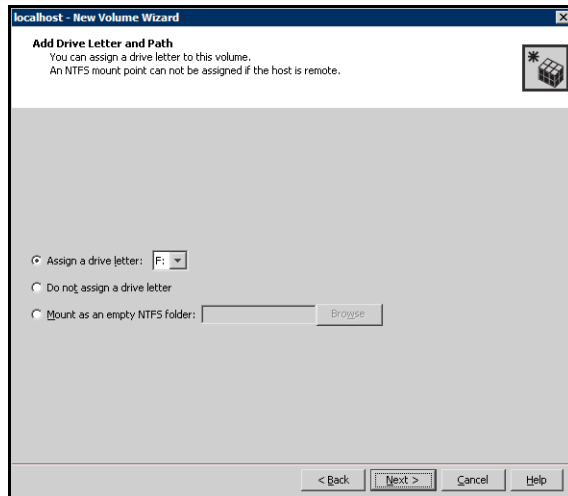 localhost - New Volume Wizard
Add Drive Letter and Path
You can assign a drive letter to this volume.
An NTFS mount point can not be assigned if the host is remote.
Assign a drive letter: F:
Do not assign a drive letter
Mount as an empty NTFS folder: Browse
< Back Next > Cancel Help